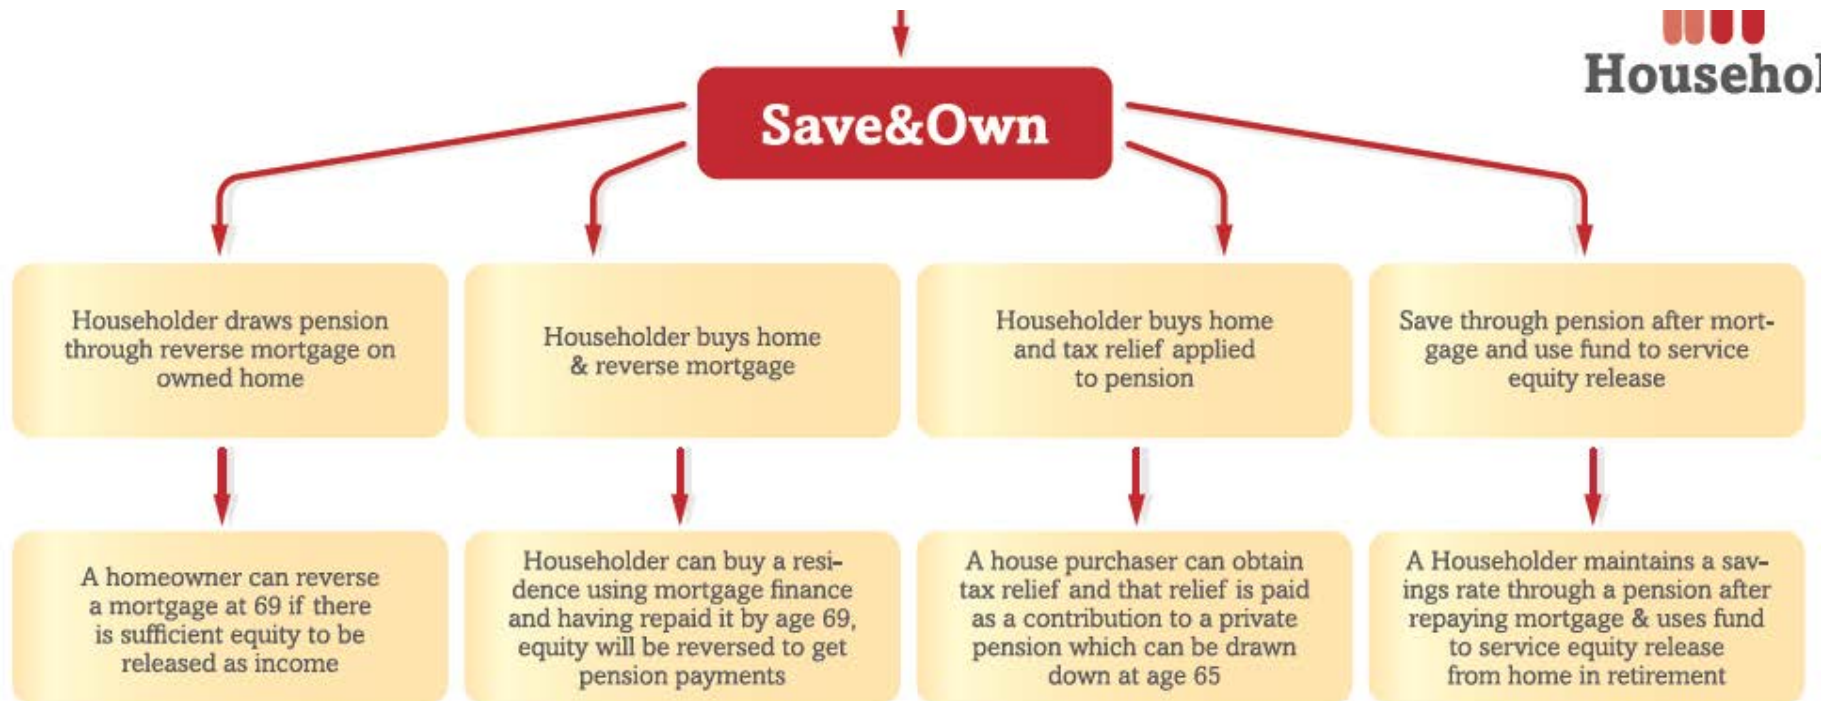 Househol
Save&Own
Householder draws pension
through reverse mortgage on
owned home
Householder buys home
& reverse mortgage
Householder buys home
and tax relief applied
to pension
Save through pension after mort-
gage and use fund to service
equity release
A homeowner can reverse
a mortgage at 69 if there
is sufficient equity to be
released as income
Householder can buy a resi-
dence using mortgage finance
and having repaid it by age 69,
equity will be reversed to get
pension payments
A house purchaser can obtain
tax relief and that relief is paid
as a contribution to a private
pension which can be drawn
down at age 65
A Householder maintains a sav-
ings rate through a pension after
repaying mortgage & uses fund
to service equity release
from home in retirement